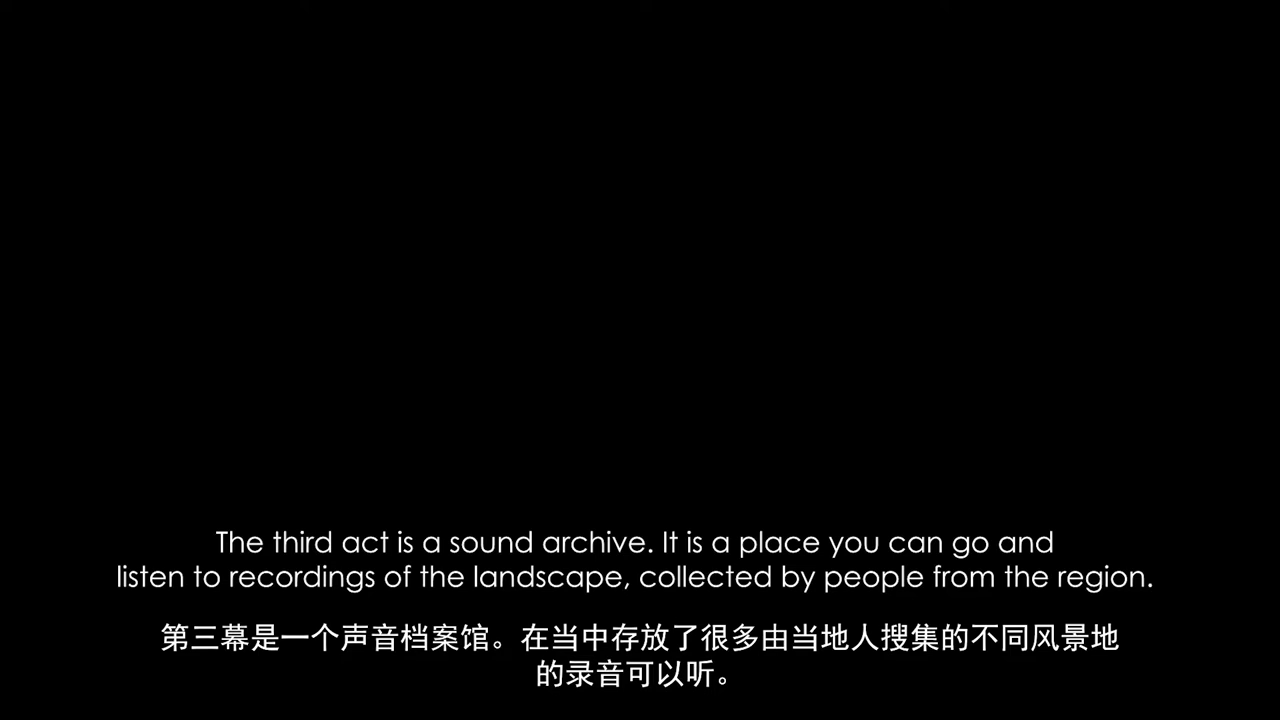 The third act is a sound archive. It is a place you can go and
listen to recordings of the landscape, collected by people from the region.
第三幕是一个声音档案馆。在当中存放了很多由当地人搜集的不同风景地
的录音可以听。